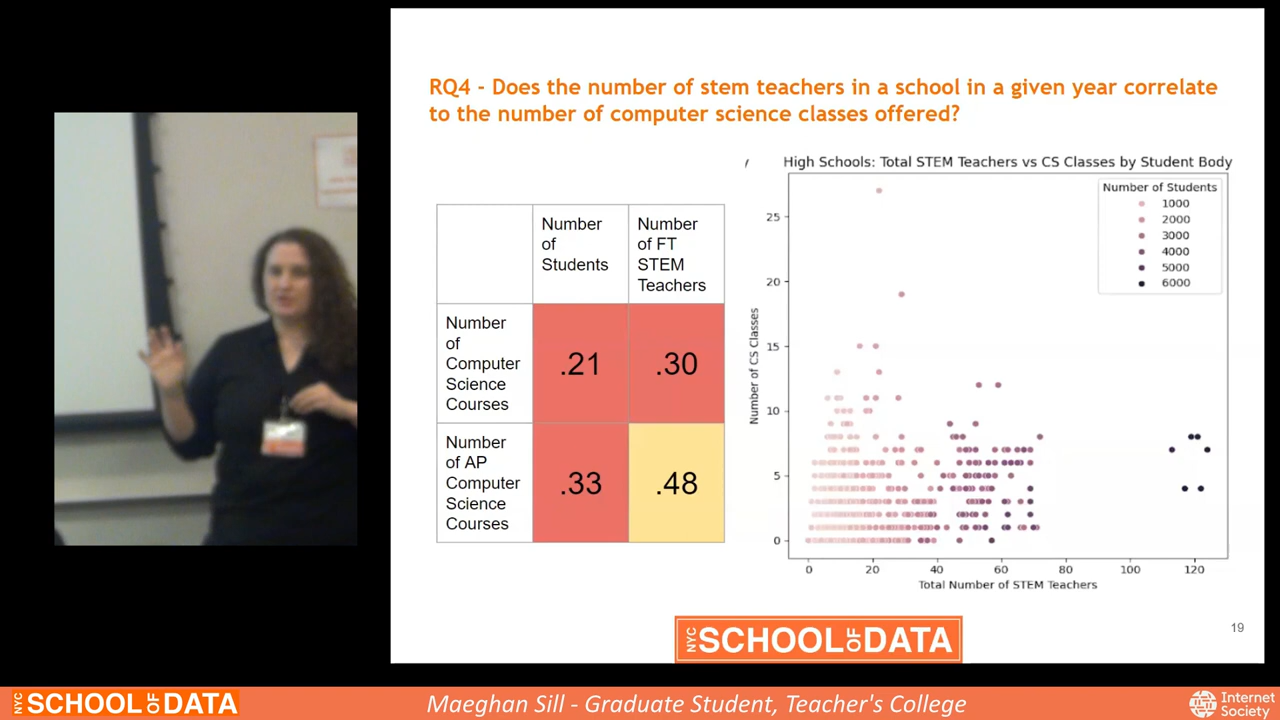 RQ4 - Does the number of stem teachers in a school in a given year correlate
to the number of computer science classes offered?
Number
of
Students
Number
of FT
STEM
Teachers
Number
of
Computer
Science
Courses
.21
.30
Number
of AP
Computer
Science
Courses
.33
.48
y
High Schools: Total STEM Teachers vs CS Classes by Student Body
Number of Students
1000
2000
3000
4000
5000
6000
Number of CS Classes
25
20
15
10
5
0
0 20 40 60 80 100 120
Total Number of STEM Teachers
NYC SCHOOL OF DATA
19
NYC SCHOOL OF DATA
Maeghan Sill - Graduate Student, Teacher's College
Internet
Society